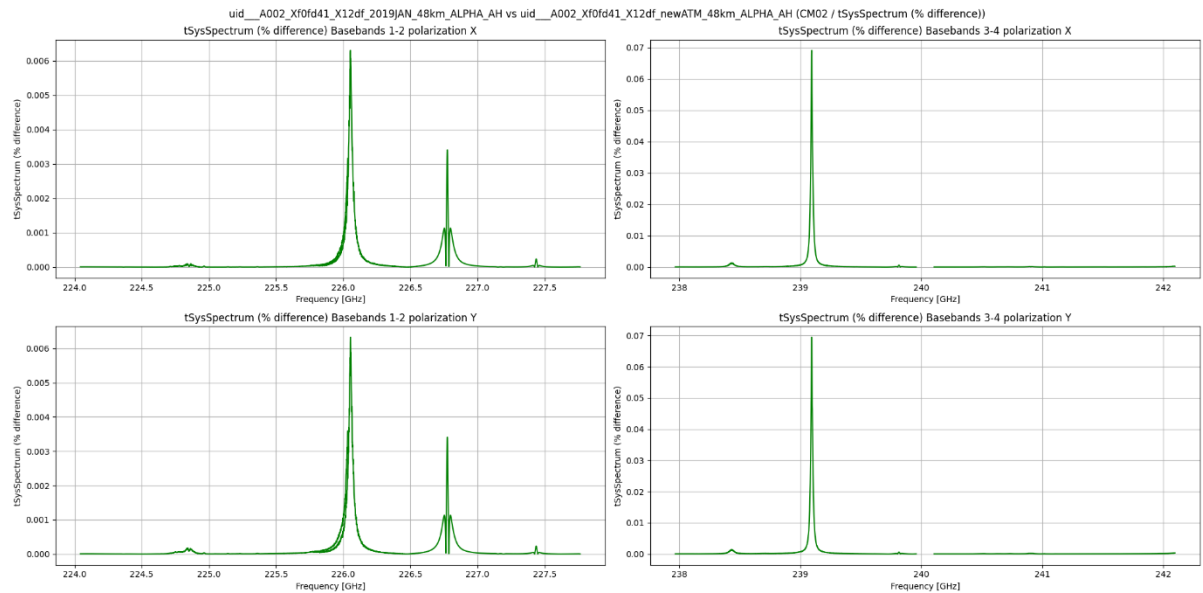 uid___A002_Xf0fd41_X12df_2019JAN_48km_ALPHA_AH vs uid___A002_Xf0fd41_X12df_newATM_48km_ALPHA_AH (CM02 / tSysSpectrum (% difference))
tSysSpectrum (% difference) Basebands 1-2 polarization X
tSysSpectrum (% difference)
0.006
0.005
0.004
0.003
0.002
0.001
0.000
224.0 224.5 225.0 225.5 226.0 226.5 227.0 227.5
Frequency [GHz]
tSysSpectrum (% difference) Basebands 3-4 polarization X
tSysSpectrum (% difference)
0.07
0.06
0.05
0.04
0.03
0.02
0.01
0.00
238 239 240 241 242
Frequency [GHz]
tSysSpectrum (% difference) Basebands 1-2 polarization Y
tSysSpectrum (% difference)
0.006
0.005
0.004
0.003
0.002
0.001
0.000
224.0 224.5 225.0 225.5 226.0 226.5 227.0 227.5
Frequency [GHz]
tSysSpectrum (% difference) Basebands 3-4 polarization Y
tSysSpectrum (% difference)
0.07
0.06
0.05
0.04
0.03
0.02
0.01
0.00
238 239 240 241 242
Frequency [GHz]